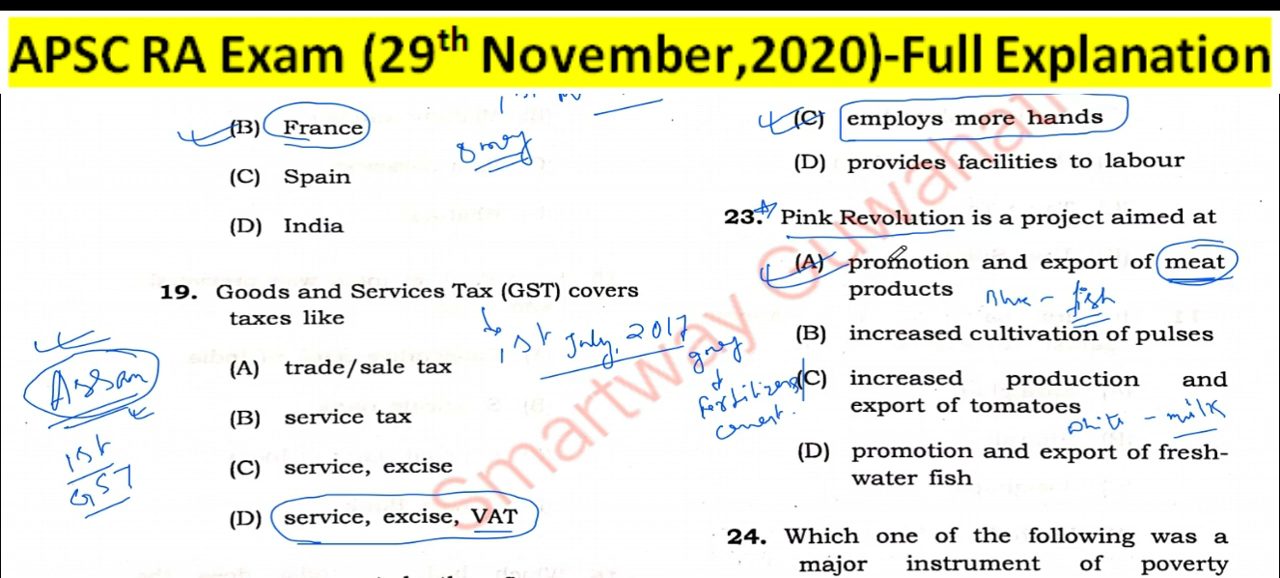 APSC RA Exam (29th November,2020)-Full Explanation
(B) France
(C) Spain
(D) India
19. Goods and Services Tax (GST) covers
taxes like
1st July, 2017
(A) trade/sale tax
(B) service tax
(C) service, excise
(D) service, excise, VAT
Assam
1st
GST
grey
Fertilizers/
cement.
(C) employs more hands
(D) provides facilities to labour
23. Pink Revolution is a project aimed at
(A) promotion and export of meat
products
Blue - fish
(B) increased cultivation of pulses
(C) increased production and
export of tomatoes
white - milk
(D) promotion and export of fresh-
water fish
24. Which one of the following was a
major instrument of poverty
Smartway Guwahati